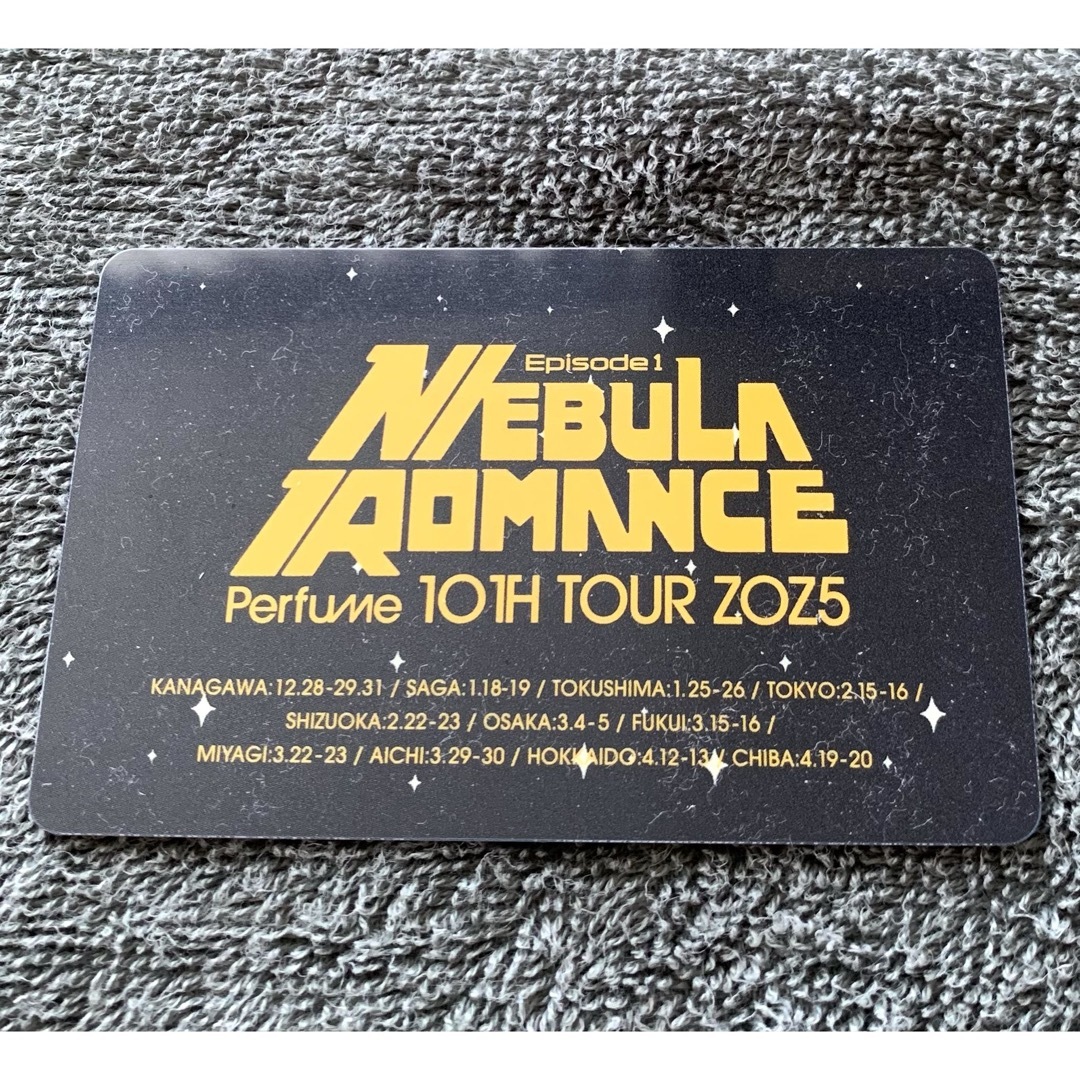 Episode 1
NEBULA
ROMANCE
Perfume 10TH TOUR ZOZ5
KANAGAWA:12.28-29.31 / SAGA:1.18-19 / TOKUSHIMA:1.25-26 / TOKYO:2.15-16 /
SHIZUOKA:2.22-23 / OSAKA:3.4-5 / FUKUI:3.15-16 /
MIYAGI:3.22-23 / AICHI:3.29-30 / HOKKAIDO:4.12-13 / CHIBA:4.19-20